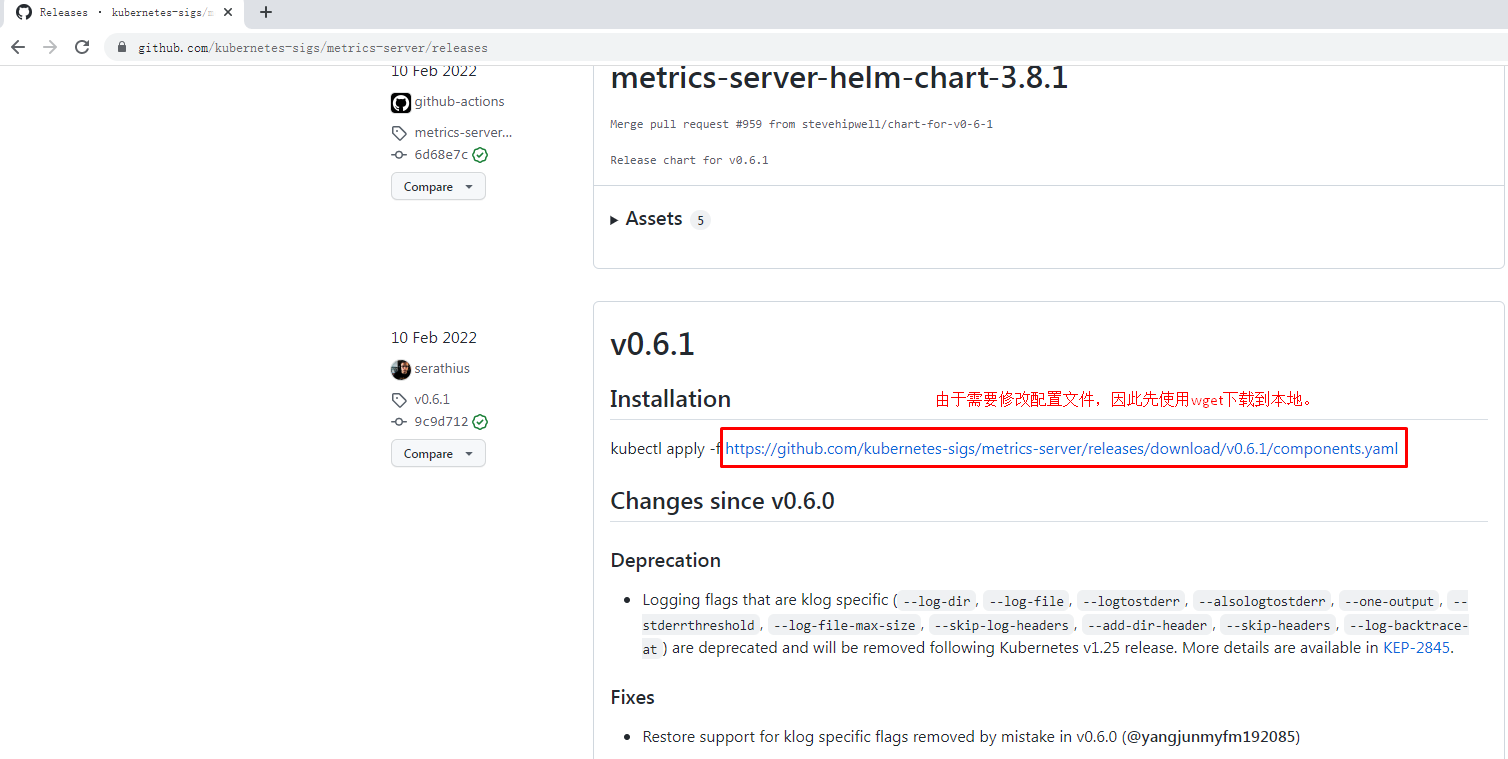 Releases · kubernetes-sigs/m
github.com/kubernetes-sigs/metrics-server/releases
10 Feb 2022
github-actions
metrics-server...
6d68e7c
Compare
metrics-server-helm-chart-3.8.1
Merge pull request #959 from stevehipwell/chart-for-v0-6-1
Release chart for v0.6.1
Assets 5
10 Feb 2022
serathius
v0.6.1
9c9d712
Compare
v0.6.1
Installation
由于需要修改配置文件，因此先使用wget下载到本地。
kubectl apply -f https://github.com/kubernetes-sigs/metrics-server/releases/download/v0.6.1/components.yaml
Changes since v0.6.0
Deprecation
• Logging flags that are klog specific ( --log-dir, --log-file, --logtostderr, --alsologtostderr, --one-output, --
stderrthreshold, --log-file-max-size, --skip-log-headers, --add-dir-header, --skip-headers, --log-backtrace-
at ) are deprecated and will be removed following Kubernetes v1.25 release. More details are available in KEP-2845.
Fixes
• Restore support for klog specific flags removed by mistake in v0.6.0 (@yangjunmyfm192085)